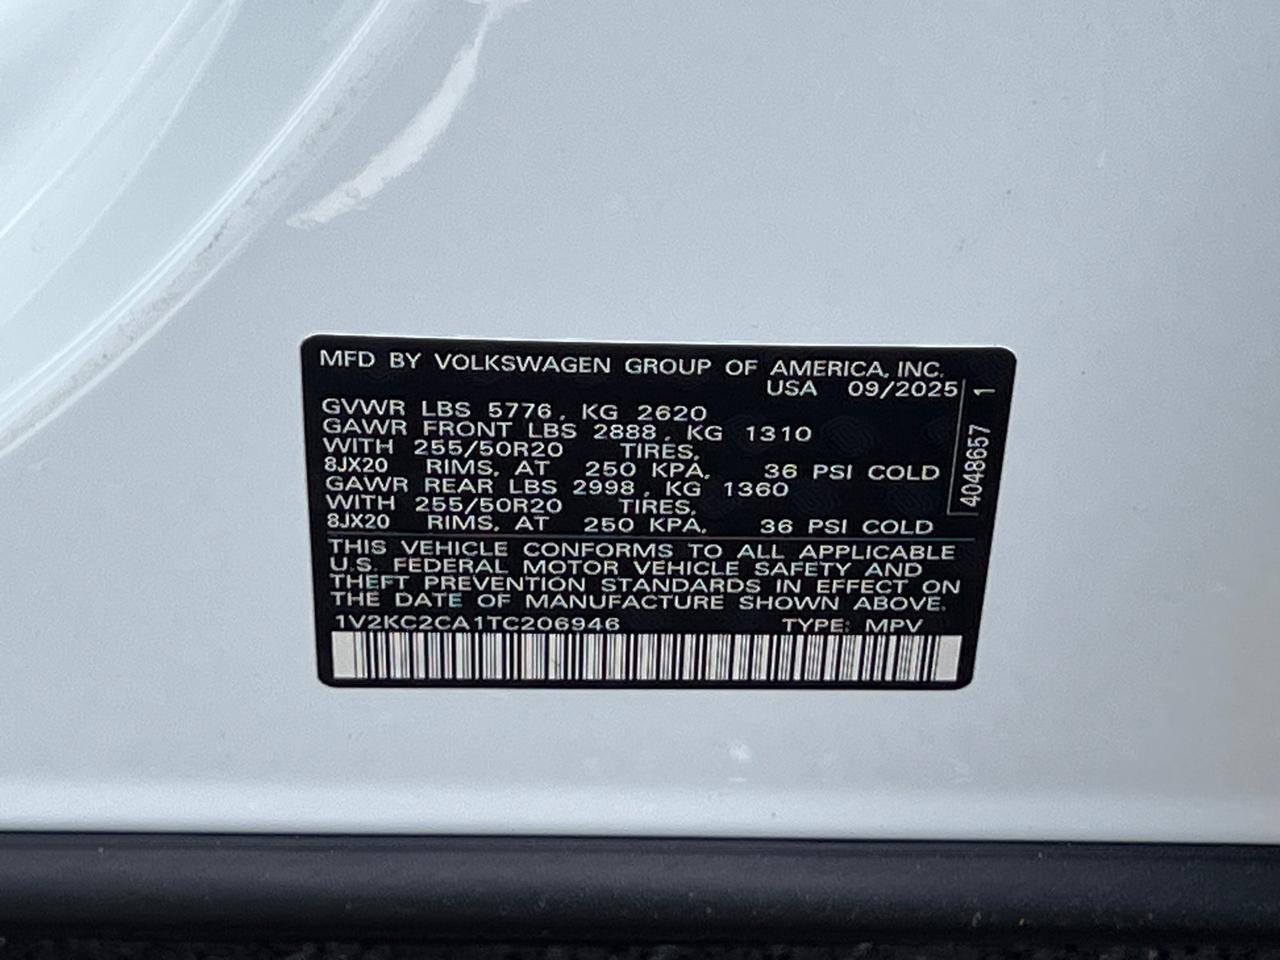 MFD BY VOLKSWAGEN GROUP OF AMERICA, INC.
USA 09/2025
GVWR LBS 5776, KG 2620
GAWR FRONT LBS 2888, KG 1310
WITH 255/50R20 TIRES,
8JX20 RIMS, AT 250 KPA, 36 PSI COLD
GAWR REAR LBS 2998, KG 1360
WITH 255/50R20 TIRES,
8JX20 RIMS, AT 250 KPA, 36 PSI COLD
THIS VEHICLE CONFORMS TO ALL APPLICABLE
U.S. FEDERAL MOTOR VEHICLE SAFETY AND
THEFT PREVENTION STANDARDS IN EFFECT ON
THE DATE OF MANUFACTURE SHOWN ABOVE.
1V2KC2CA1TC206946 TYPE: MPV
4048657 1